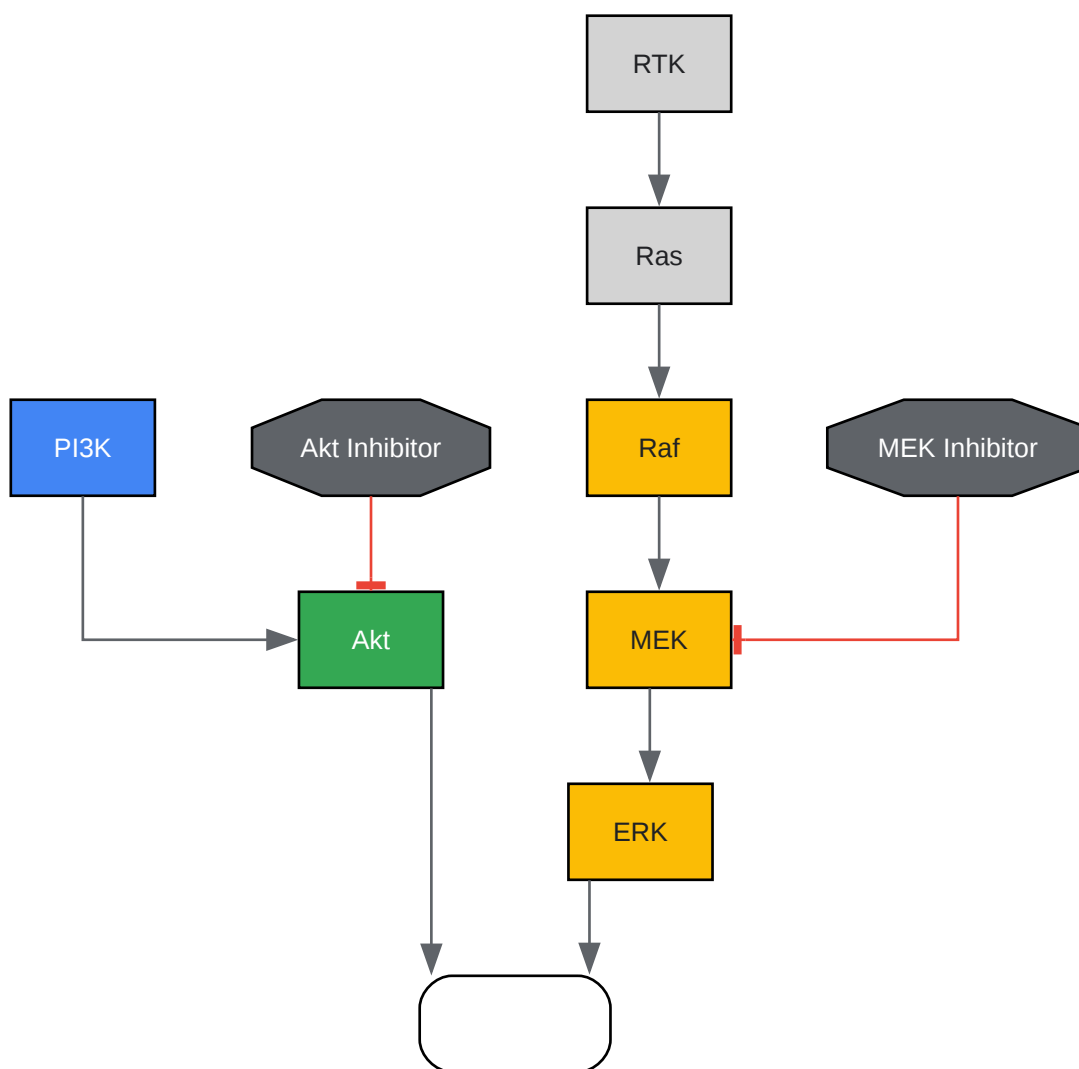 RTK
Ras
PI3K
Akt Inhibitor
Raf
MEK Inhibitor
Akt
MEK
ERK